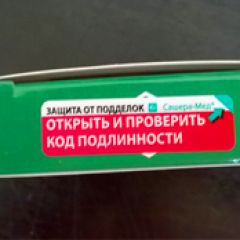 ЗАЩИТА ОТ ПОДДЕЛОК Сашера-Мед®
ОТКРЫТЬ И ПРОВЕРИТЬ
КОД ПОДЛИННОСТИ